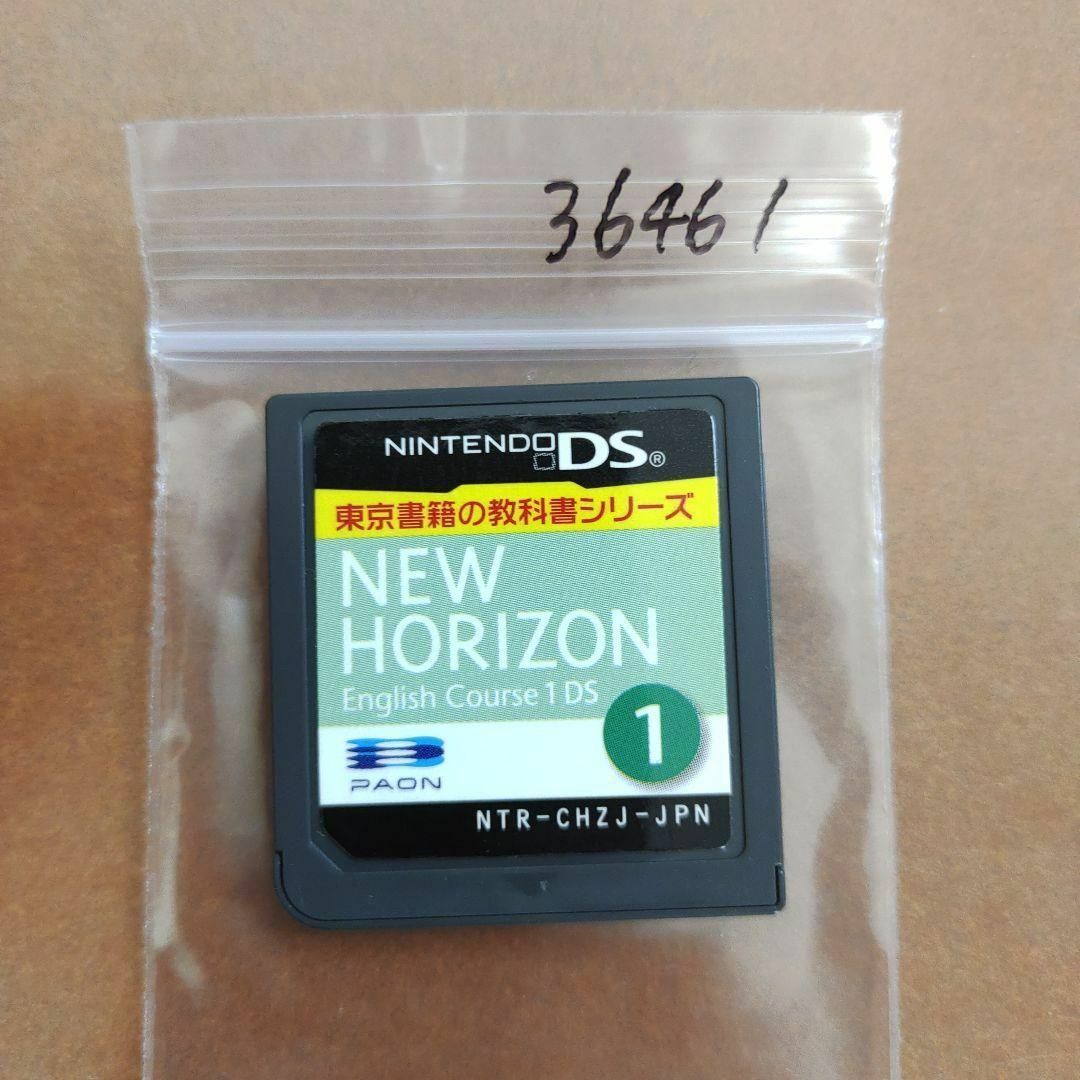 36461
NINTENDO DS®
東京書籍の教科書シリーズ
NEW
HORIZON
English Course 1 DS
1
PAON
NTR-CHZJ-JPN